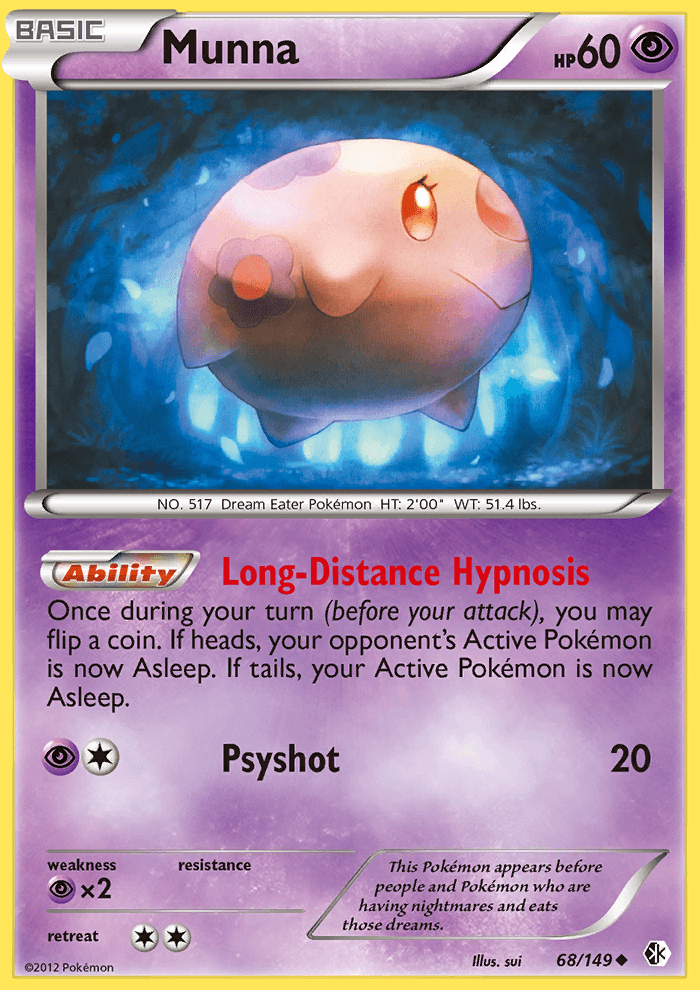 BASIC
Munna
HP60
NO. 517 Dream Eater Pokémon HT: 2'00" WT: 51.4 lbs.
Ability
Long-Distance Hypnosis
Once during your turn (before your attack), you may
flip a coin. If heads, your opponent's Active Pokémon
is now Asleep. If tails, your Active Pokémon is now
Asleep.
Psyshot 20
weakness resistance
×2
This Pokémon appears before
people and Pokémon who are
having nightmares and eats
those dreams.
retreat
Illus. sui 68/149
©2012 Pokémon